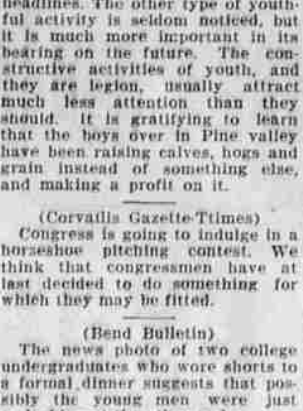 headlines. The other type of youth-
ful activity is seldom noticed, but
it is much more important in its
bearing on the future. The con-
structive activities of youth, and
they are legion, usually attract
much less attention than they
should. It is gratifying to learn
that the boys over in Pine valley
have been raising calves, hogs and
grain instead of something else,
and making a profit on it.
(Corvadis Gazette-Ttimes)
Congress is going to indulge in a
horseshoe pitching contest. We
think that congressmen have at
last decided to do something for
which they may be fitted.
(Bend Bulletin)
The news photo of two college
undergraduates who wore shorts to
a formal dinner suggests that pos-
sibly the young men were just